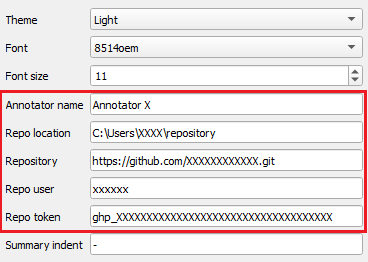 Theme Light
Font 8514oem
Font size 11
Annotator name Annotator X
Repo location C:\Users\XXXX\repository
Repository https://github.com/XXXXXXXXXXXX.git
Repo user xxxxxx
Repo token ghp_XXXXXXXXXXXXXXXXXXXXXXXXXXXXXXXXXXXX
Summary indent -